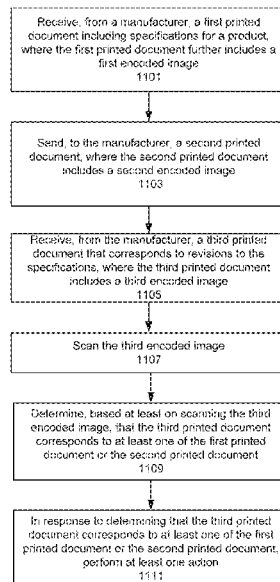 Receive, from a manufacturer, a first printed
document including specifications for a product,
where the first printed document further includes a
first encoded image
1101
Send, to the manufacturer, a second printed
document, where the second printed document
includes a second encoded image
1103
Receive, from the manufacturer, a third printed
document that corresponds to revisions to the
specifications, where the third printed document
includes a third encoded image
1105
Scan the third encoded image
1107
Determine, based at least on scanning the third
encoded image, that the third printed document
corresponds to at least one of the first printed
document or the second printed document
1109
In response to determining that the third printed
document corresponds to at least one of the first
printed document or the second printed document,
perform at least one action
1111